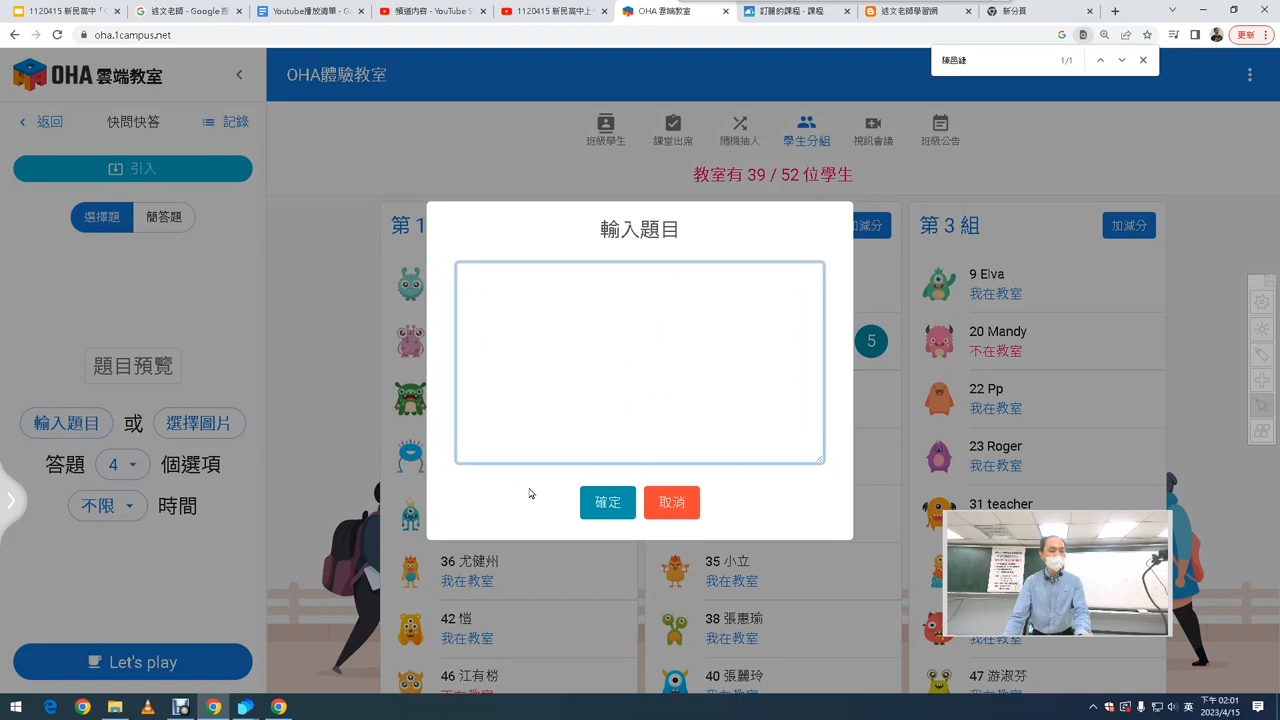 1120415 新民高中「O
這文老師 - Google 搜
Youtube播放清單 - G
頻道內容 - YouTube S
1120415 新民高中上
OHA 雲端教室
訂閱的課程 - 課程
這文老師學習網
新分頁
oha.1campus.net
更新
OHA 雲端教室
OHA體驗教室
1/1
返回
快問快答
記錄
班級學生
課堂出席
隨機抽人
學生分組
視訊會議
班級公告
引入
教室有 39 / 52 位學生
選擇題
簡答題
第 1
加減分
第 3 組
加減分
輸入題目
9 Elva
我在教室
20 Mandy
不在教室
5
題目預覽
22 Pp
我在教室
輸入題目 或 選擇圖片
23 Roger
我在教室
答題 4 個選項
不限 時間
確定
取消
31 teacher
36 尤健州
我在教室
35 小立
我在教室
42 愷
我在教室
38 張惠瑜
我在教室
46 江有榜
40 張麗玲
47 游淑芬
Let's play
英
下午 02:01
2023/4/15